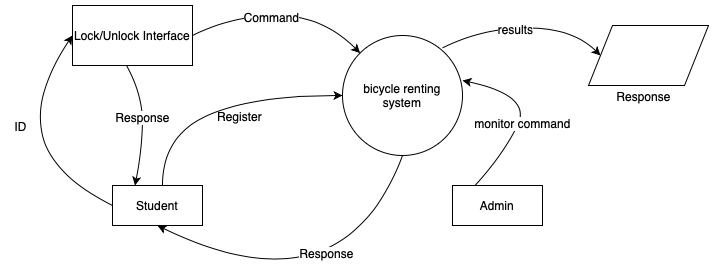 Command
Lock/Unlock Interface
results
bicycle renting
system
Response
Response
Register
ID
monitor command
Student
Admin
Response